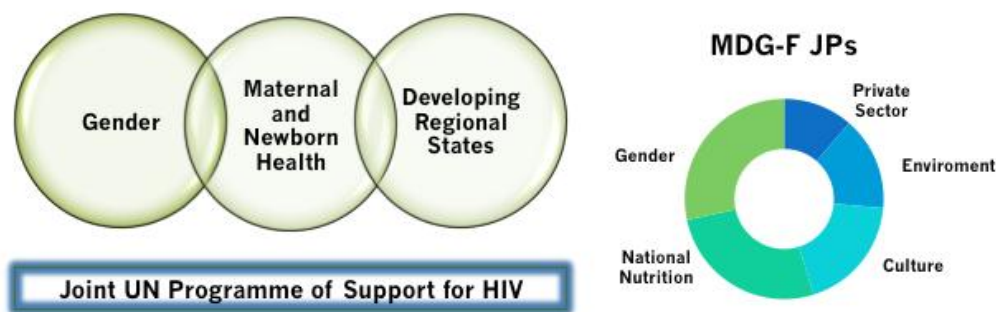 Gender
Maternal
and
Newborn
Health
Developing
Regional
States
Joint UN Programme of Support for HIV
MDG-F JPs
Private
Sector
Enviroment
Culture
National
Nutrition
Gender